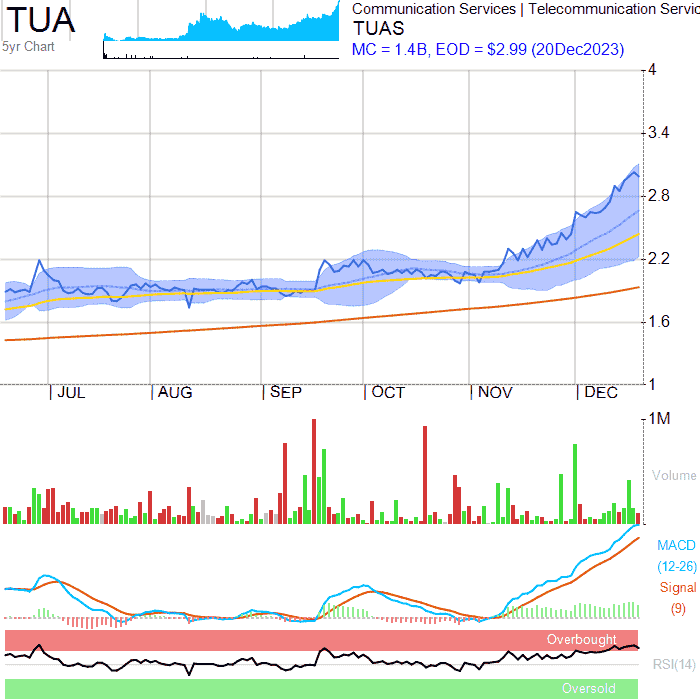 TUA
5yr Chart
Communication Services | Telecommunication Servic
TUAS
MC = 1.4B, EOD = $2.99 (20Dec2023)
4
3.4
2.8
2.2
1.6
1
JUL
AUG
SEP
OCT
NOV
DEC
1M
Volume
MACD
(12-26)
Signal
(9)
Overbought
RSI(14)
Oversold